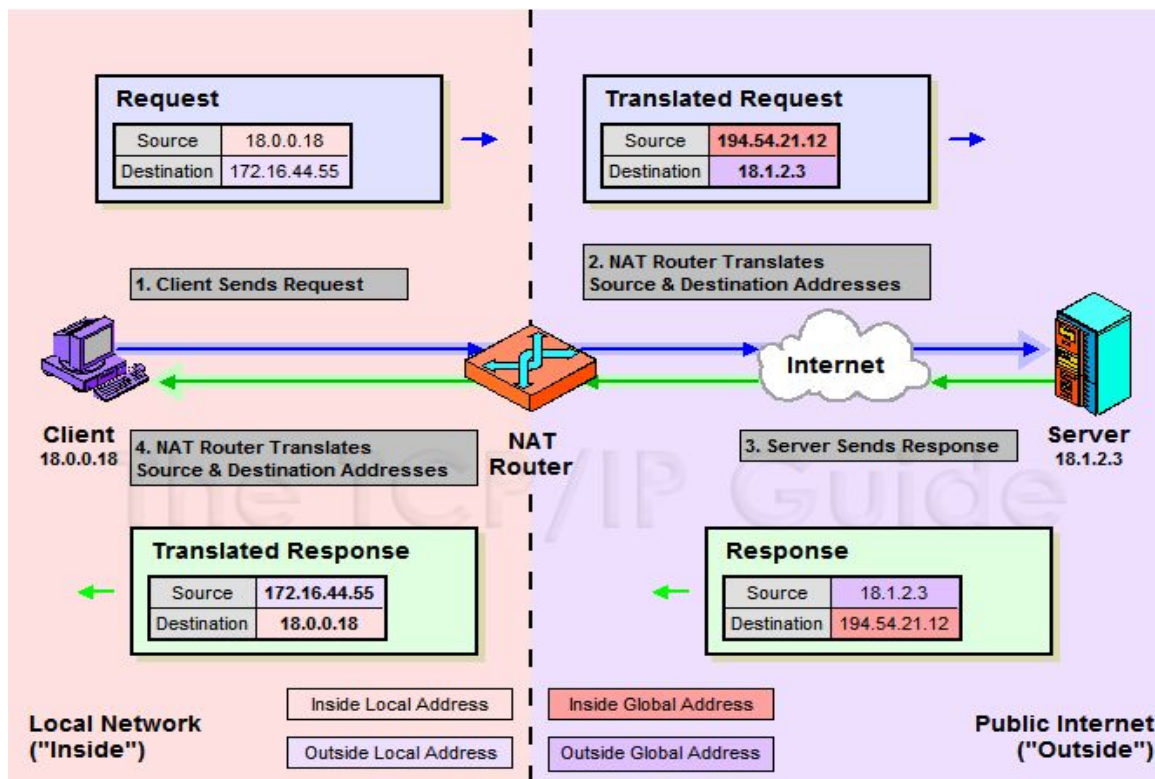 Request
Source 18.0.0.18
Destination 172.16.44.55
Translated Request
Source 194.54.21.12
Destination 18.1.2.3
1. Client Sends Request
2. NAT Router Translates
Source & Destination Addresses
Internet
Client
18.0.0.18
NAT
Router
Server
18.1.2.3
4. NAT Router Translates
Source & Destination Addresses
3. Server Sends Response
The TCP/IP Guide
Translated Response
Source 172.16.44.55
Destination 18.0.0.18
Response
Source 18.1.2.3
Destination 194.54.21.12
Local Network
("Inside")
Inside Local Address
Outside Local Address
Inside Global Address
Outside Global Address
Public Internet
("Outside")